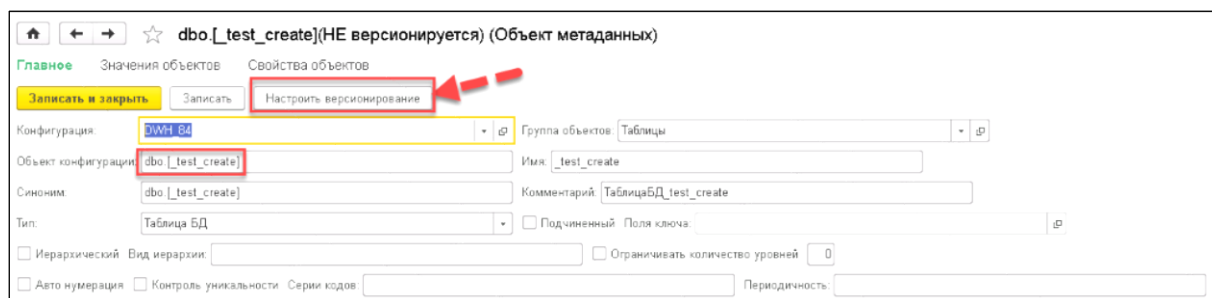 dbo.[_test_create](НЕ версионируется) (Объект метаданных)
Главное Значения объектов Свойства объектов
Записать и закрыть Записать Настроить версионирование
Конфигурация: DWH_84 Группа объектов: Таблицы
Объект конфигурации: dbo.[_test_create] Имя: _test_create
Синоним: dbo.[_test_create] Комментарий: ТаблицаБД_test_create
Тип: Таблица БД Подчиненный Поля ключа:
Иерархический Вид иерархии: Ограничивать количество уровней 0
Авто нумерация Контроль уникальности Серии кодов: Периодичность: